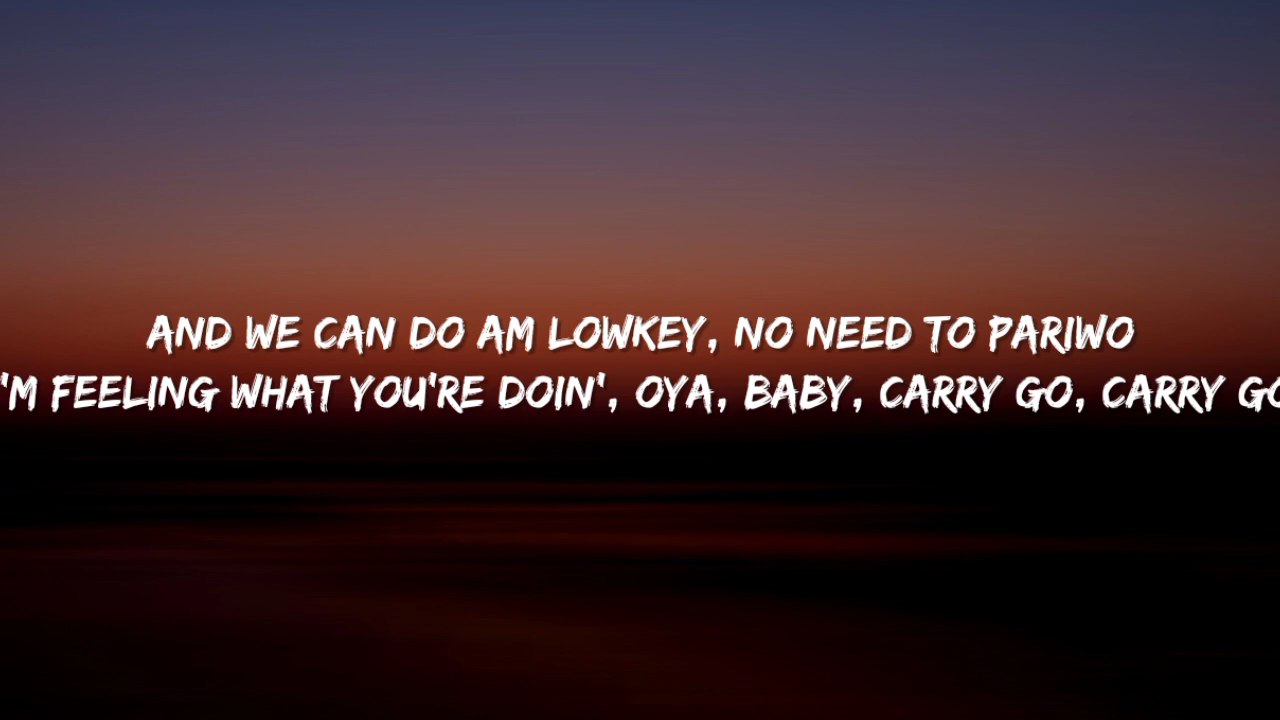 AND WE CAN DO AM LOWKEY, NO NEED TO PARIWO
'M FEELING WHAT YOU'RE DOIN', OYA, BABY, CARRY GO, CARRY GO